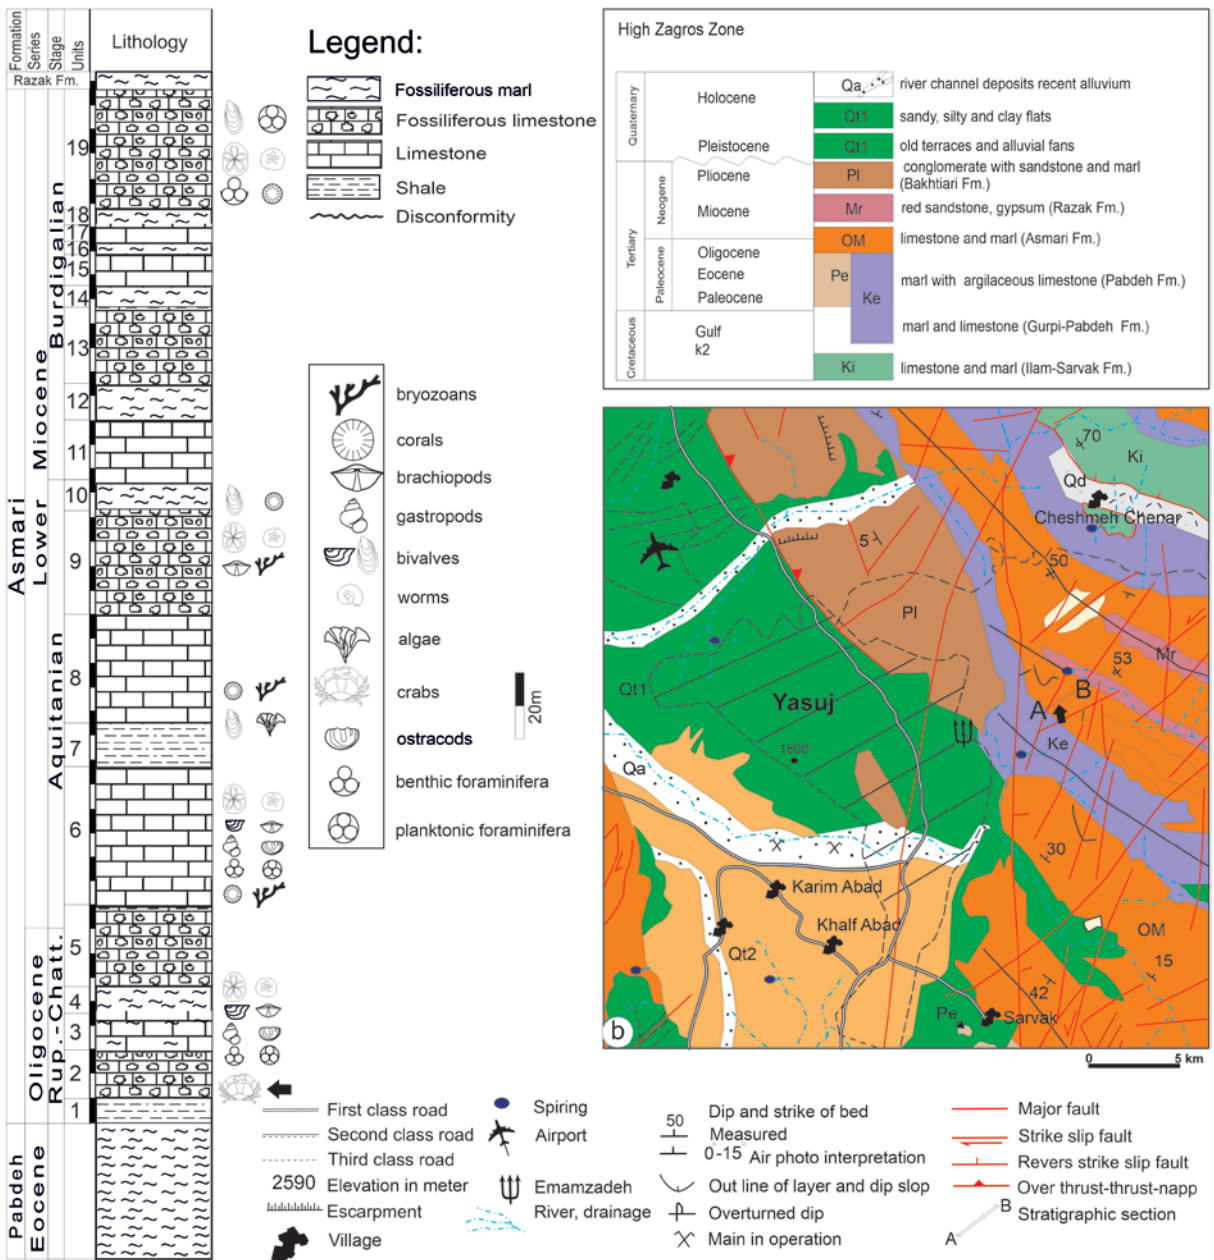 Formation
Series
Stage
Units
Lithology
Razak Fm.
Asmari
Pabdeh
Lower Miocene
Oligocene
Eocene
Burdigalian
Aquitanian
Rup.-Chatt.
19
18
17
16
15
14
13
12
11
10
9
8
7
6
5
4
3
2
1
Legend:
Fossiliferous marl
Fossiliferous limestone
Limestone
Shale
Disconformity
bryozoans
corals
brachiopods
gastropods
bivalves
worms
algae
crabs
ostracods
benthic foraminifera
planktonic foraminifera
20m
High Zagros Zone
Quaternary
Holocene
Pleistocene
Tertiary
Neogene
Pliocene
Miocene
Paleocene
Oligocene
Eocene
Paleocene
Cretaceous
Gulf
k2
Qa river channel deposits recent alluvium
Qt1 sandy, silty and clay flats
Qt1 old terraces and alluvial fans
Pl conglomerate with sandstone and marl
(Bakhtiari Fm.)
Mr red sandstone, gypsum (Razak Fm.)
OM limestone and marl (Asmari Fm.)
Pe marl with argilaceous limestone (Pabdeh Fm.)
Ke marl and limestone (Gurpi-Pabdeh Fm.)
Ki limestone and marl (Ilam-Sarvak Fm.)
70
Ki
Qd
Cheshmeh Chenar
5
50
Pl
Mr
53
Qt1
B
Yasuj
A
Ke
1800
Qa
30
Karim Abad
Khalf Abad
OM
Qt2
15
42
Pe
Sarvak
b
0 5 km
First class road
Second class road
Third class road
2590 Elevation in meter
Escarpment
Village
Spiring
Airport
Emamzadeh
River, drainage
Dip and strike of bed
50 Measured
0-15° Air photo interpretation
Out line of layer and dip slop
Overturned dip
Main in operation
Major fault
Strike slip fault
Revers strike slip fault
Over thrust-thrust-napp
A B Stratigraphic section